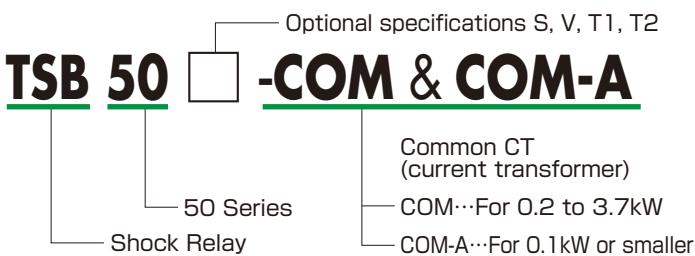 Optional specifications S, V, T1, T2
TSB 50 □ -COM & COM-A
Common CT
(current transformer)
50 Series
COM…For 0.2 to 3.7kW
Shock Relay
COM-A…For 0.1kW or smaller